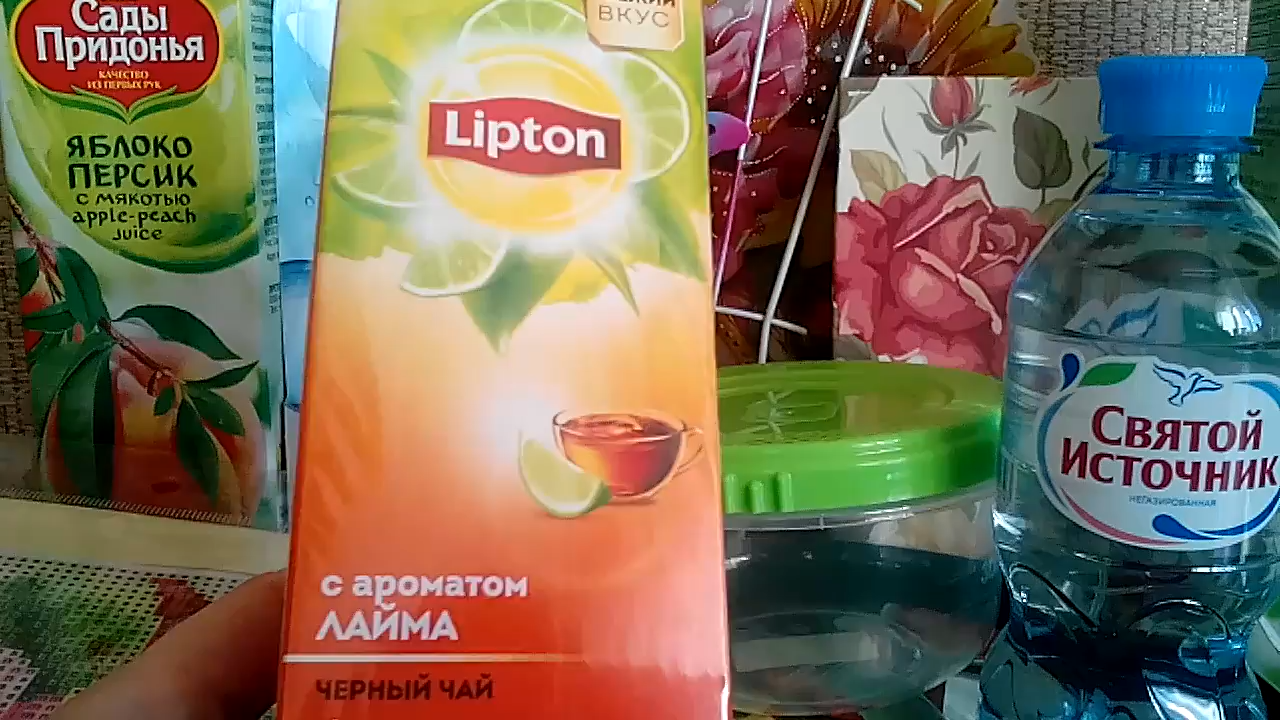 Сады
Придонья
КАЧЕСТВО
ИЗ ПЕРВЫХ РУК
ЯБЛОКО
ПЕРСИК
С МЯКОТЬЮ
apple-peach
juice
ВКУС
Lipton
с ароматом
ЛАЙМА
ЧЕРНЫЙ ЧАЙ
СВЯТОЙ
ИСТОЧНИК
НЕГАЗИРОВАННАЯ